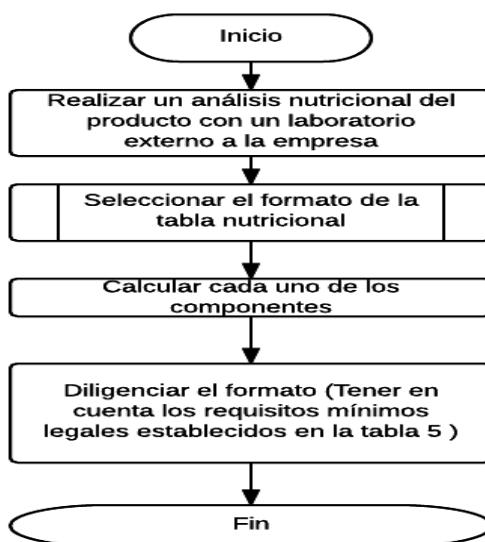 Inicio
Realizar un análisis nutricional del
producto con un laboratorio
externo a la empresa
Seleccionar el formato de la
tabla nutricional
Calcular cada uno de los
componentes
Diligenciar el formato (Tener en
cuenta los requisitos mínimos
legales establecidos en la tabla 5 )
Fin